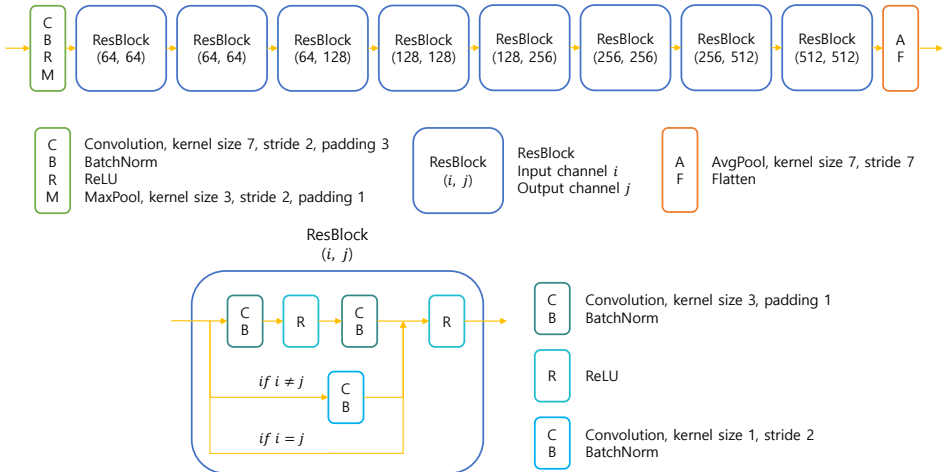 C
B
R
M
ResBlock
(64, 64)
ResBlock
(64, 64)
ResBlock
(64, 128)
ResBlock
(128, 128)
ResBlock
(128, 256)
ResBlock
(256, 256)
ResBlock
(256, 512)
ResBlock
(512, 512)
A
F
C
B
R
M
Convolution, kernel size 7, stride 2, padding 3
BatchNorm
ReLU
MaxPool, kernel size 3, stride 2, padding 1
ResBlock
(i, j)
ResBlock
Input channel i
Output channel j
A
F
AvgPool, kernel size 7, stride 7
Flatten
ResBlock
(i, j)
C
B
R
C
B
R
if i ≠ j
C
B
if i = j
C
B
Convolution, kernel size 3, padding 1
BatchNorm
R
ReLU
C
B
Convolution, kernel size 1, stride 2
BatchNorm